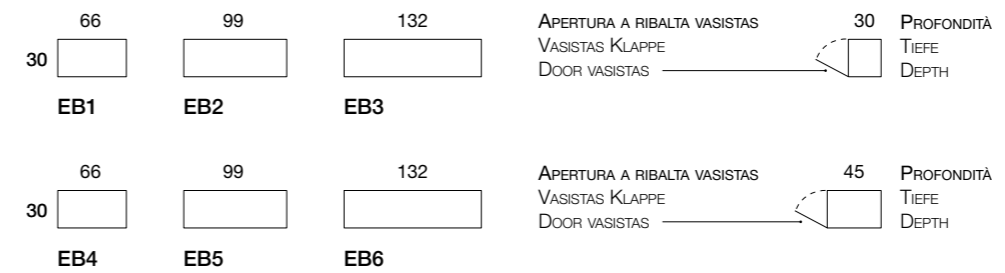 66 99 132 APERTURA A RIBALTA VASISTAS 30 PROFONDITÀ
30 VASISTAS KLAPPE TIEFE
DOOR VASISTAS DEPTH
EB1 EB2 EB3
66 99 132 APERTURA A RIBALTA VASISTAS 45 PROFONDITÀ
30 VASISTAS KLAPPE TIEFE
DOOR VASISTAS DEPTH
EB4 EB5 EB6